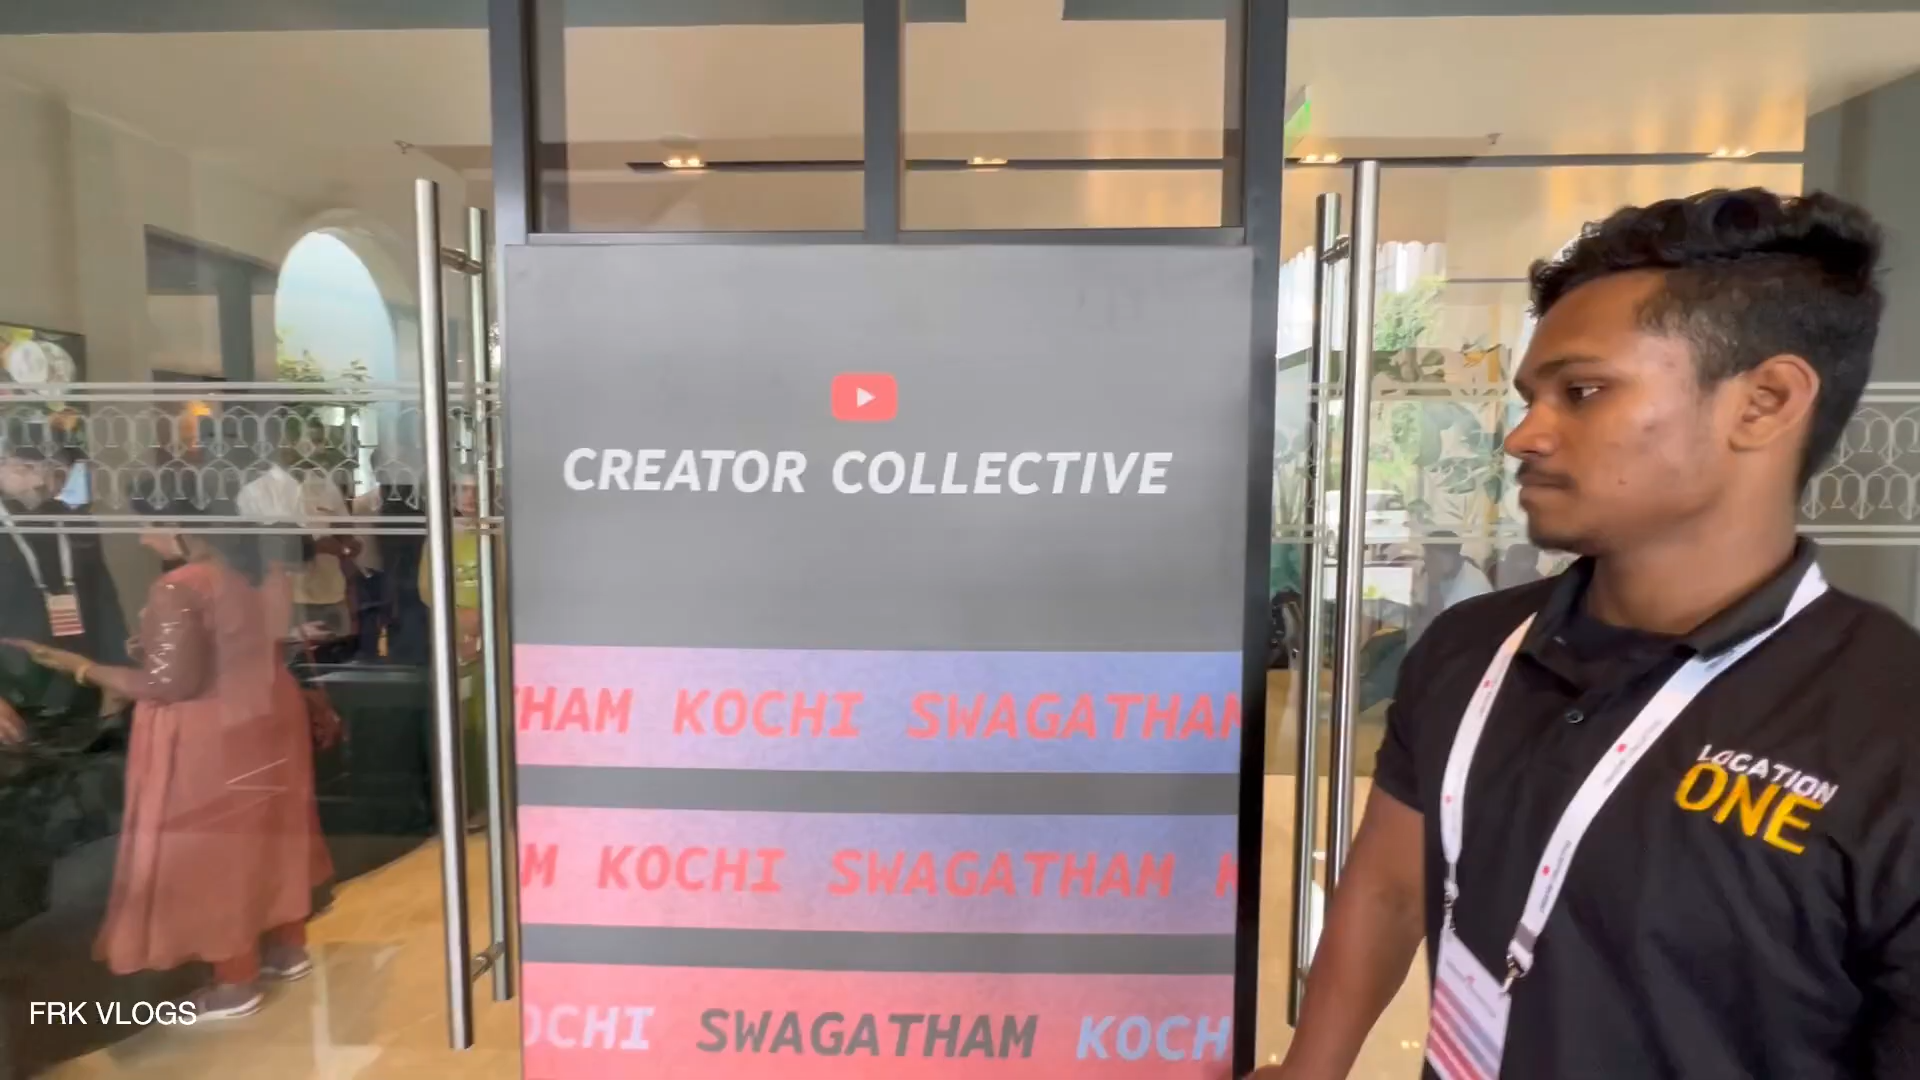 CREATOR COLLECTIVE
HAM KOCHI SWAGATHAM
M KOCHI SWAGATHAM K
OCHI SWAGATHAM KOCH
LOCATION
ONE
FRK VLOGS